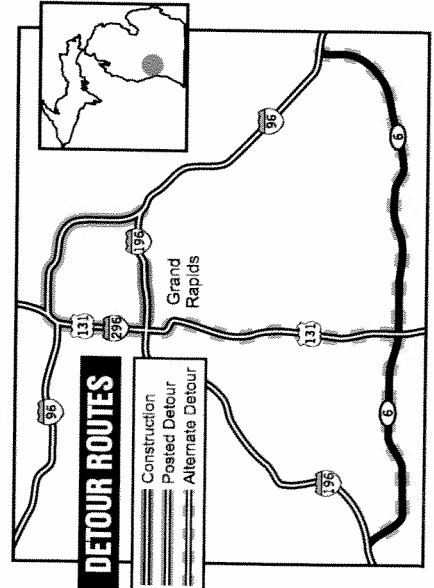 DETOUR ROUTES
Construction
Posted Detour
Alternate Detour
96
131
296
196
96
Grand
Rapids
131
196
6
6